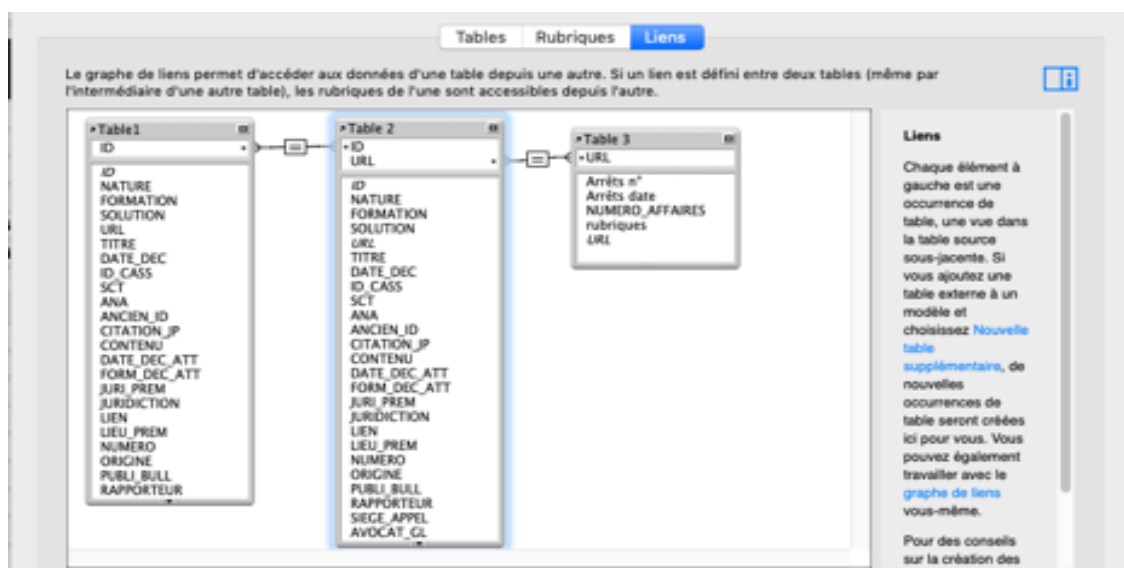 Tables Rubriques Liens
Le graphe de liens permet d'accéder aux données d'une table depuis une autre. Si un lien est défini entre deux tables (même par
l'intermédiaire d'une autre table), les rubriques de l'une sont accessibles depuis l'autre.
Table1
ID
ID
NATURE
FORMATION
SOLUTION
URL
TITRE
DATE_DEC
ID_CASS
SCT
ANA
ANCIEN_ID
CITATION_JP
CONTENU
DATE_DEC_ATT
FORM_DEC_ATT
JURI_PREM
JURIDICTION
LIEN
LIEU_PREM
NUMERO
ORIGINE
PUBLI_BULL
RAPPORTEUR
Table 2
ID
URL
ID
NATURE
FORMATION
SOLUTION
URL
TITRE
DATE_DEC
ID_CASS
SCT
ANA
ANCIEN_ID
CITATION_JP
CONTENU
DATE_DEC_ATT
FORM_DEC_ATT
JURI_PREM
JURIDICTION
LIEN
LIEU_PREM
NUMERO
ORIGINE
PUBLI_BULL
RAPPORTEUR
SIEGE_APPEL
AVOCAT_GL
Table 3
URL
Arrêts n°
Arrêts date
NUMERO_AFFAIRES
rubriques
URL
Liens
Chaque élément à
gauche est une
occurrence de
table, une vue dans
la table source
sous-jacente. Si
vous ajoutez une
table externe à un
modèle et
choisissez Nouvelle
table
supplémentaire, de
nouvelles
occurrences de
table seront créées
ici pour vous. Vous
pouvez également
travailler avec le
graphe de liens
vous-même.
Pour des conseils
sur la création des